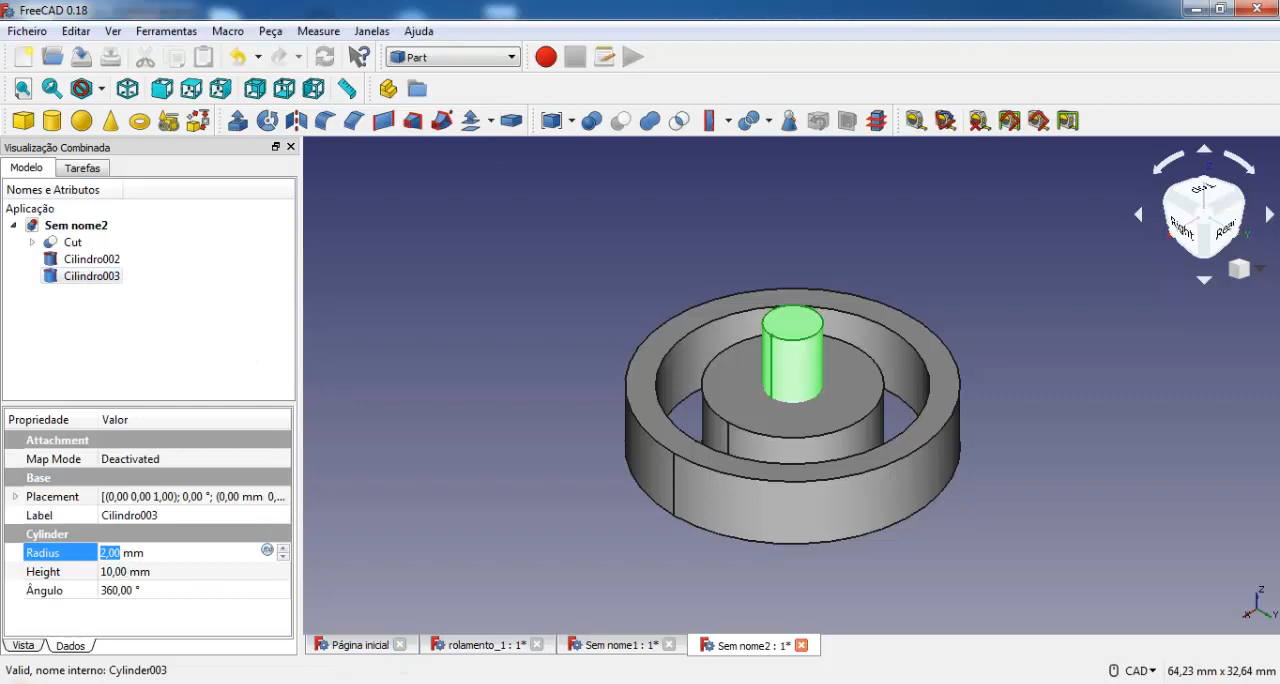 FreeCAD 0.18
Ficheiro Editar Ver Ferramentas Macro Peça Measure Janelas Ajuda
Part
Visualização Combinada
Modelo Tarefas
Nomes e Atributos
Aplicação
Sem nome2
Cut
Cilindro002
Cilindro003
Right
Rear
Z
Y
Propriedade Valor
Attachment
Map Mode Deactivated
Base
Placement [(0,00 0,00 1,00); 0,00 °; (0,00 mm 0,...
Label Cilindro003
Cylinder
Radius 2,00 mm
Height 10,00 mm
Ângulo 360,00 °
Z
X Y
Vista Dados
Página inicial rolamento_1 : 1* Sem nome1 : 1* Sem nome2 : 1*
Valid, nome interno: Cylinder003
CAD 64,23 mm x 32,64 mm